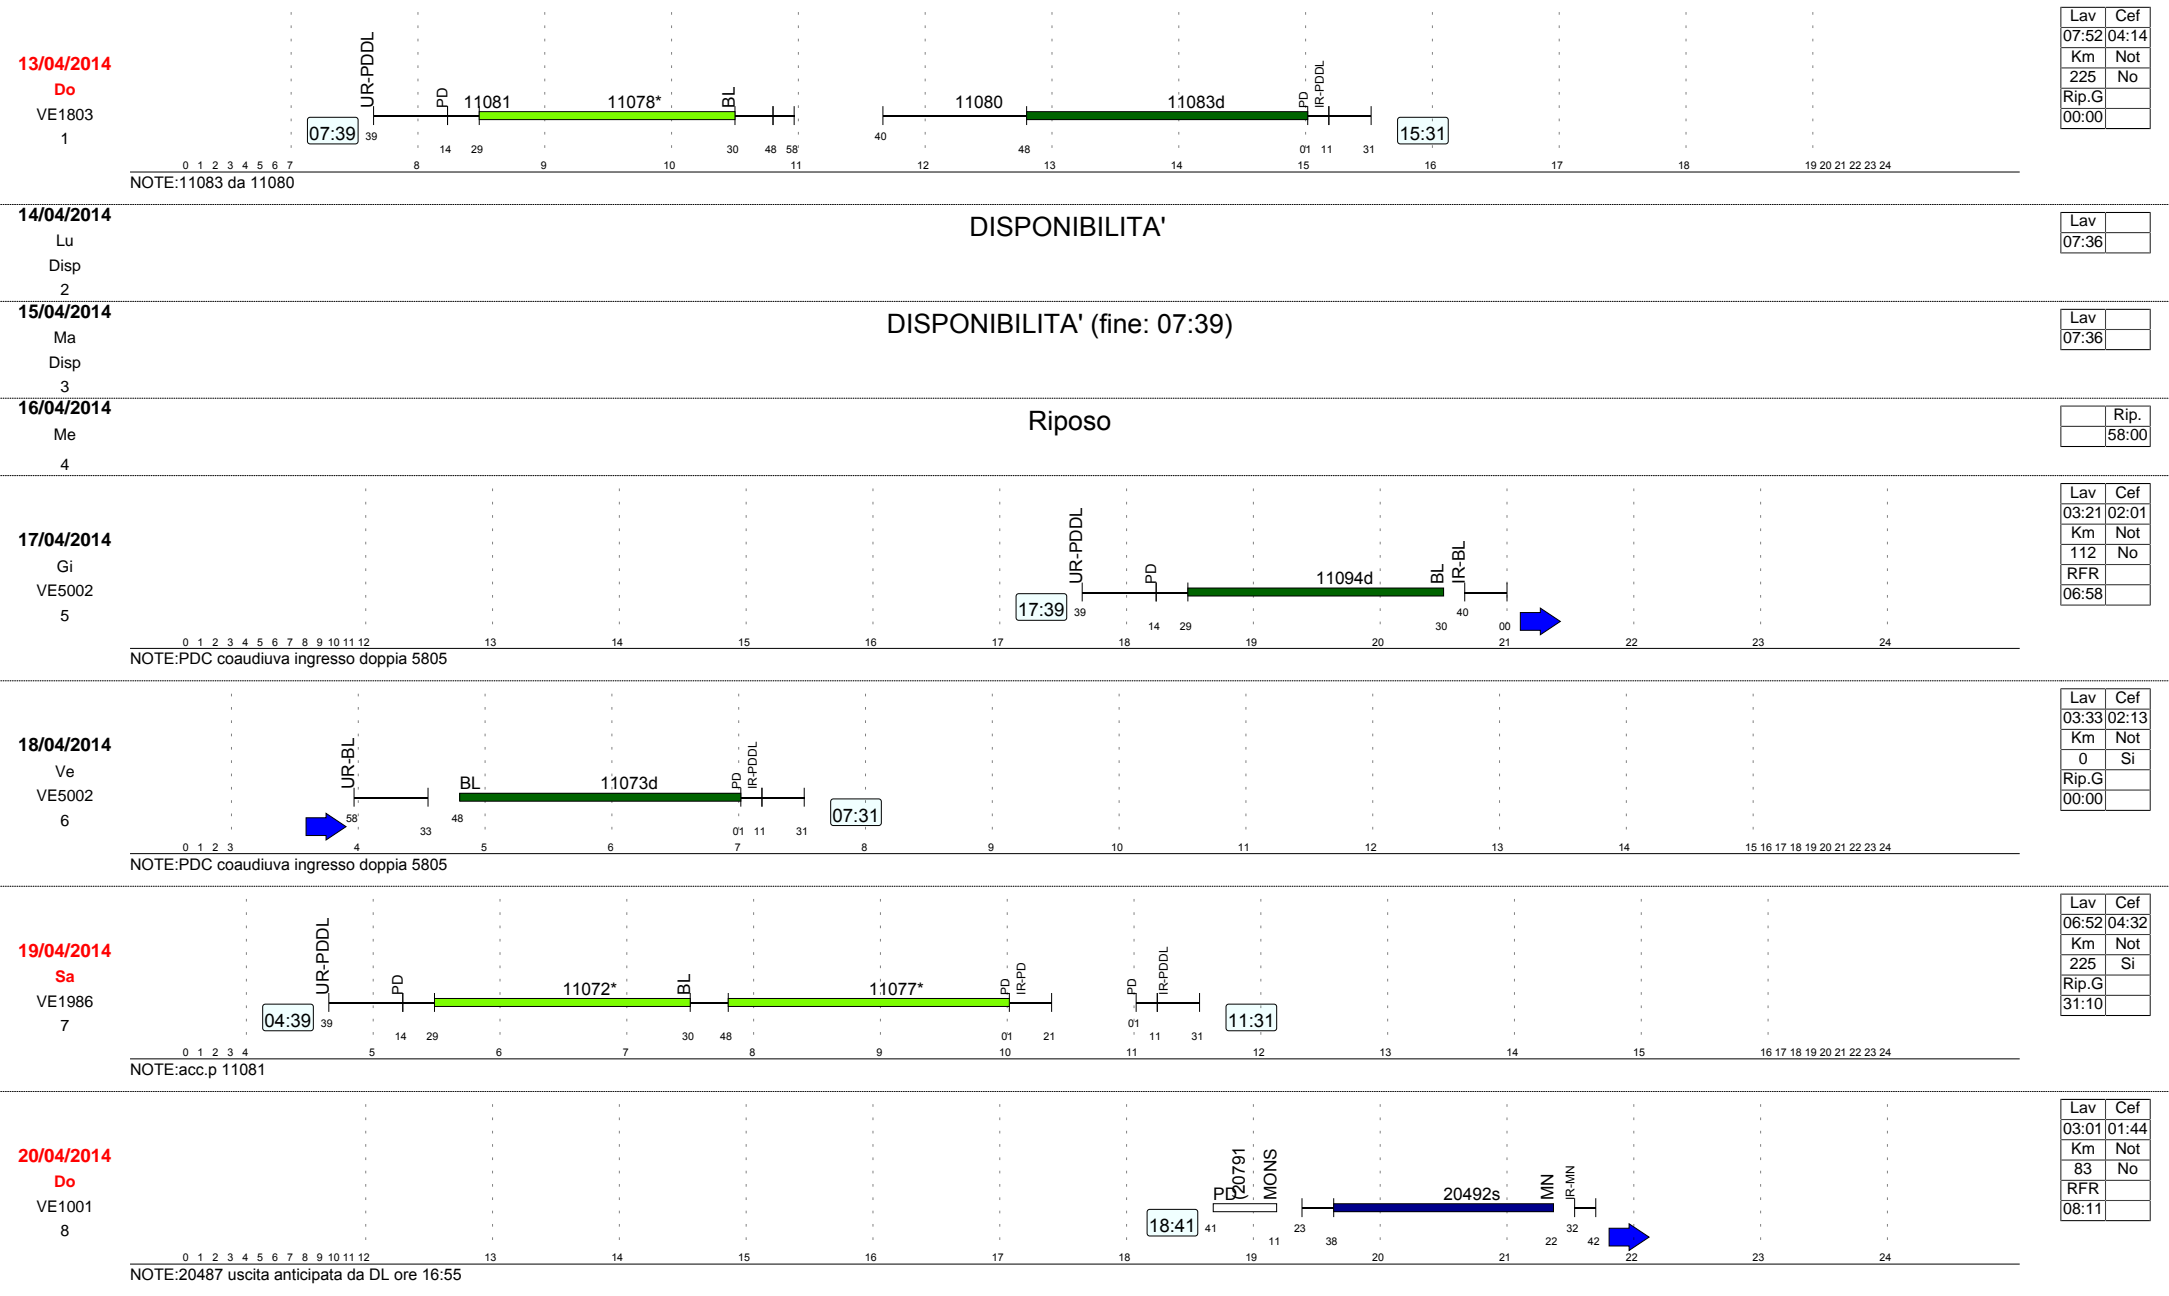 13/04/2014
Do
VE1803
1
07:39
UR-PDDL PD 11081 11078* BL 11080 11083d PD IR-PDDL
15:31
39 14 29 30 48 58 40 48 01 11 31
0 1 2 3 4 5 6 7 8 9 10 11 12 13 14 15 16 17 18 19 20 21 22 23 24
NOTE:11083 da 11080
Lav Cef
07:52 04:14
Km Not
225 No
Rip.G
00:00
14/04/2014
Lu
Disp
2
DISPONIBILITA'
Lav
07:36
15/04/2014
Ma
Disp
3
DISPONIBILITA' (fine: 07:39)
Lav
07:36
16/04/2014
Me
4
Riposo
Rip.
58:00
17/04/2014
Gi
VE5002
5
17:39
UR-PDDL PD 11094d BL IR-BL
39 14 29 30 40 00
0 1 2 3 4 5 6 7 8 9 10 11 12 13 14 15 16 17 18 19 20 21 22 23 24
NOTE:PDC coaudiuva ingresso doppia 5805
Lav Cef
03:21 02:01
Km Not
112 No
RFR
06:58
18/04/2014
Ve
VE5002
6
UR-BL BL 11073d PD IR-PDDL
07:31
58 33 48 01 11 31
0 1 2 3 4 5 6 7 8 9 10 11 12 13 14 15 16 17 18 19 20 21 22 23 24
NOTE:PDC coaudiuva ingresso doppia 5805
Lav Cef
03:33 02:13
Km Not
0 Si
Rip.G
00:00
19/04/2014
Sa
VE1986
7
04:39
UR-PDDL PD 11072* BL 11077* PD IR-PD PD IR-PDDL
11:31
39 14 29 30 48 01 21 01 11 31
0 1 2 3 4 5 6 7 8 9 10 11 12 13 14 15 16 17 18 19 20 21 22 23 24
NOTE:acc.p 11081
Lav Cef
06:52 04:32
Km Not
225 Si
Rip.G
31:10
20/04/2014
Do
VE1001
8
18:41
PD (20791 MONS 20492s MN IR-MN
41 11 23 38 22 32 42
0 1 2 3 4 5 6 7 8 9 10 11 12 13 14 15 16 17 18 19 20 21 22 23 24
NOTE:20487 uscita anticipata da DL ore 16:55
Lav Cef
03:01 01:44
Km Not
83 No
RFR
08:11